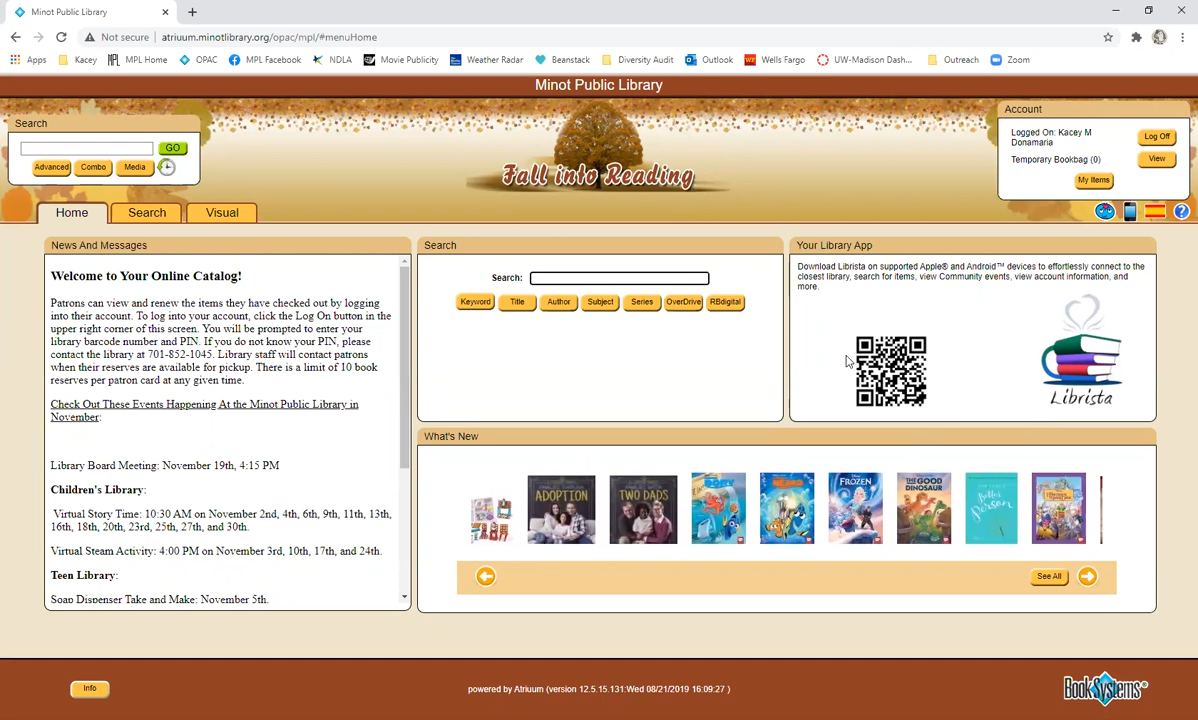 Minot Public Library
Not secure
atriuum.minotlibrary.org/opac/mpl/#menuHome
Apps
Kacey
MPL Home
OPAC
MPL Facebook
NDLA
Movie Publicity
Weather Radar
Beanstack
Diversity Audit
Outlook
Wells Fargo
UW-Madison Dash...
Outreach
Zoom
Minot Public Library
Search
GO
Advanced
Combo
Media
Fall into Reading
Account
Logged On: Kacey M
Donamaria
Log Off
Temporary Bookbag (0)
View
My Items
Home
Search
Visual
News And Messages
Welcome to Your Online Catalog!
Patrons can view and renew the items they have checked out by logging
into their account. To log into your account, click the Log On button in the
upper right corner of this screen. You will be prompted to enter your
library barcode number and PIN. If you do not know your PIN, please
contact the library at 701-852-1045. Library staff will contact patrons
when their reserves are available for pickup. There is a limit of 10 book
reserves per patron card at any given time.
Check Out These Events Happening At the Minot Public Library in
November:
Library Board Meeting: November 19th, 4:15 PM
Children's Library:
Virtual Story Time: 10:30 AM on November 2nd, 4th, 6th, 9th, 11th, 13th,
16th, 18th, 20th, 23rd, 25th, 27th, and 30th.
Virtual Steam Activity: 4:00 PM on November 3rd, 10th, 17th, and 24th.
Teen Library:
Soap Dispenser Take and Make: November 5th.
Search
Search:
Keyword
Title
Author
Subject
Series
OverDrive
RBdigital
Your Library App
Download Librista on supported Apple® and Android™ devices to effortlessly connect to the
closest library, search for items, view Community events, view account information, and
more.
Librista
What's New
ADOPTION
TWO DADS
DORY
NEMO
FROZEN
THE GOOD
DINOSAUR
Better
Person
See All
Info
powered by Atriuum (version 12.5.15.131:Wed 08/21/2019 16:09:27 )
BookSystems®